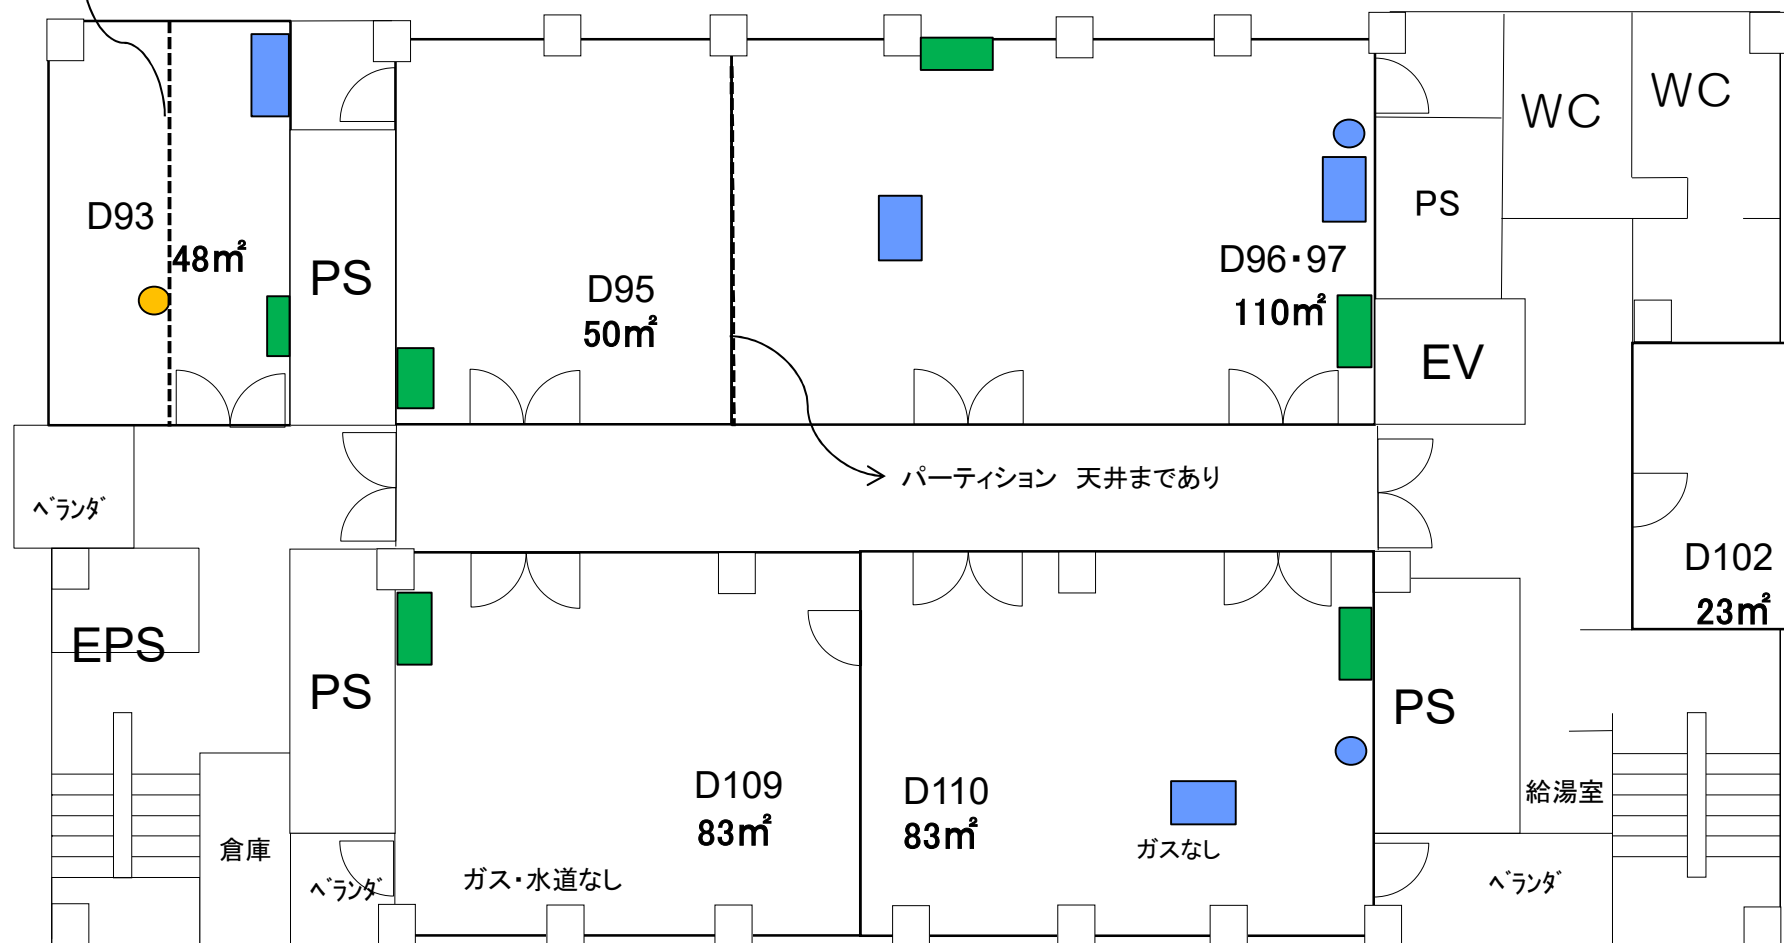 WC
WC
D93
48㎡
PS
D95
50㎡
PS
D96・97
110㎡
EV
パーティション　天井まであり
ﾍﾞランダ
D102
23㎡
EPS
PS
PS
D109
83㎡
D110
83㎡
給湯室
倉庫
ガスなし
ガス・水道なし
ﾍﾞランダ
ﾍﾞランダ